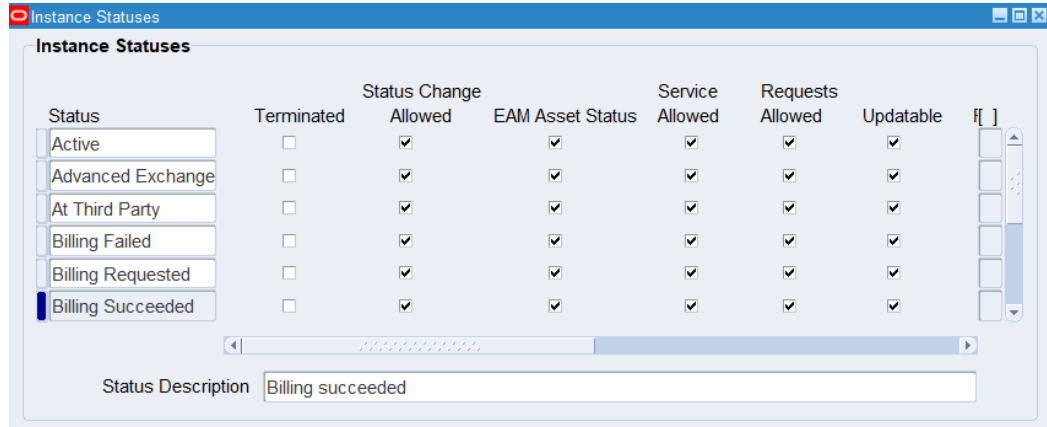 Instance Statuses
Instance Statuses
Status Change Service Requests
Status Terminated Allowed EAM Asset Status Allowed Allowed Updatable [ ]
Active
Advanced Exchange
At Third Party
Billing Failed
Billing Requested
Billing Succeeded
Status Description Billing succeeded